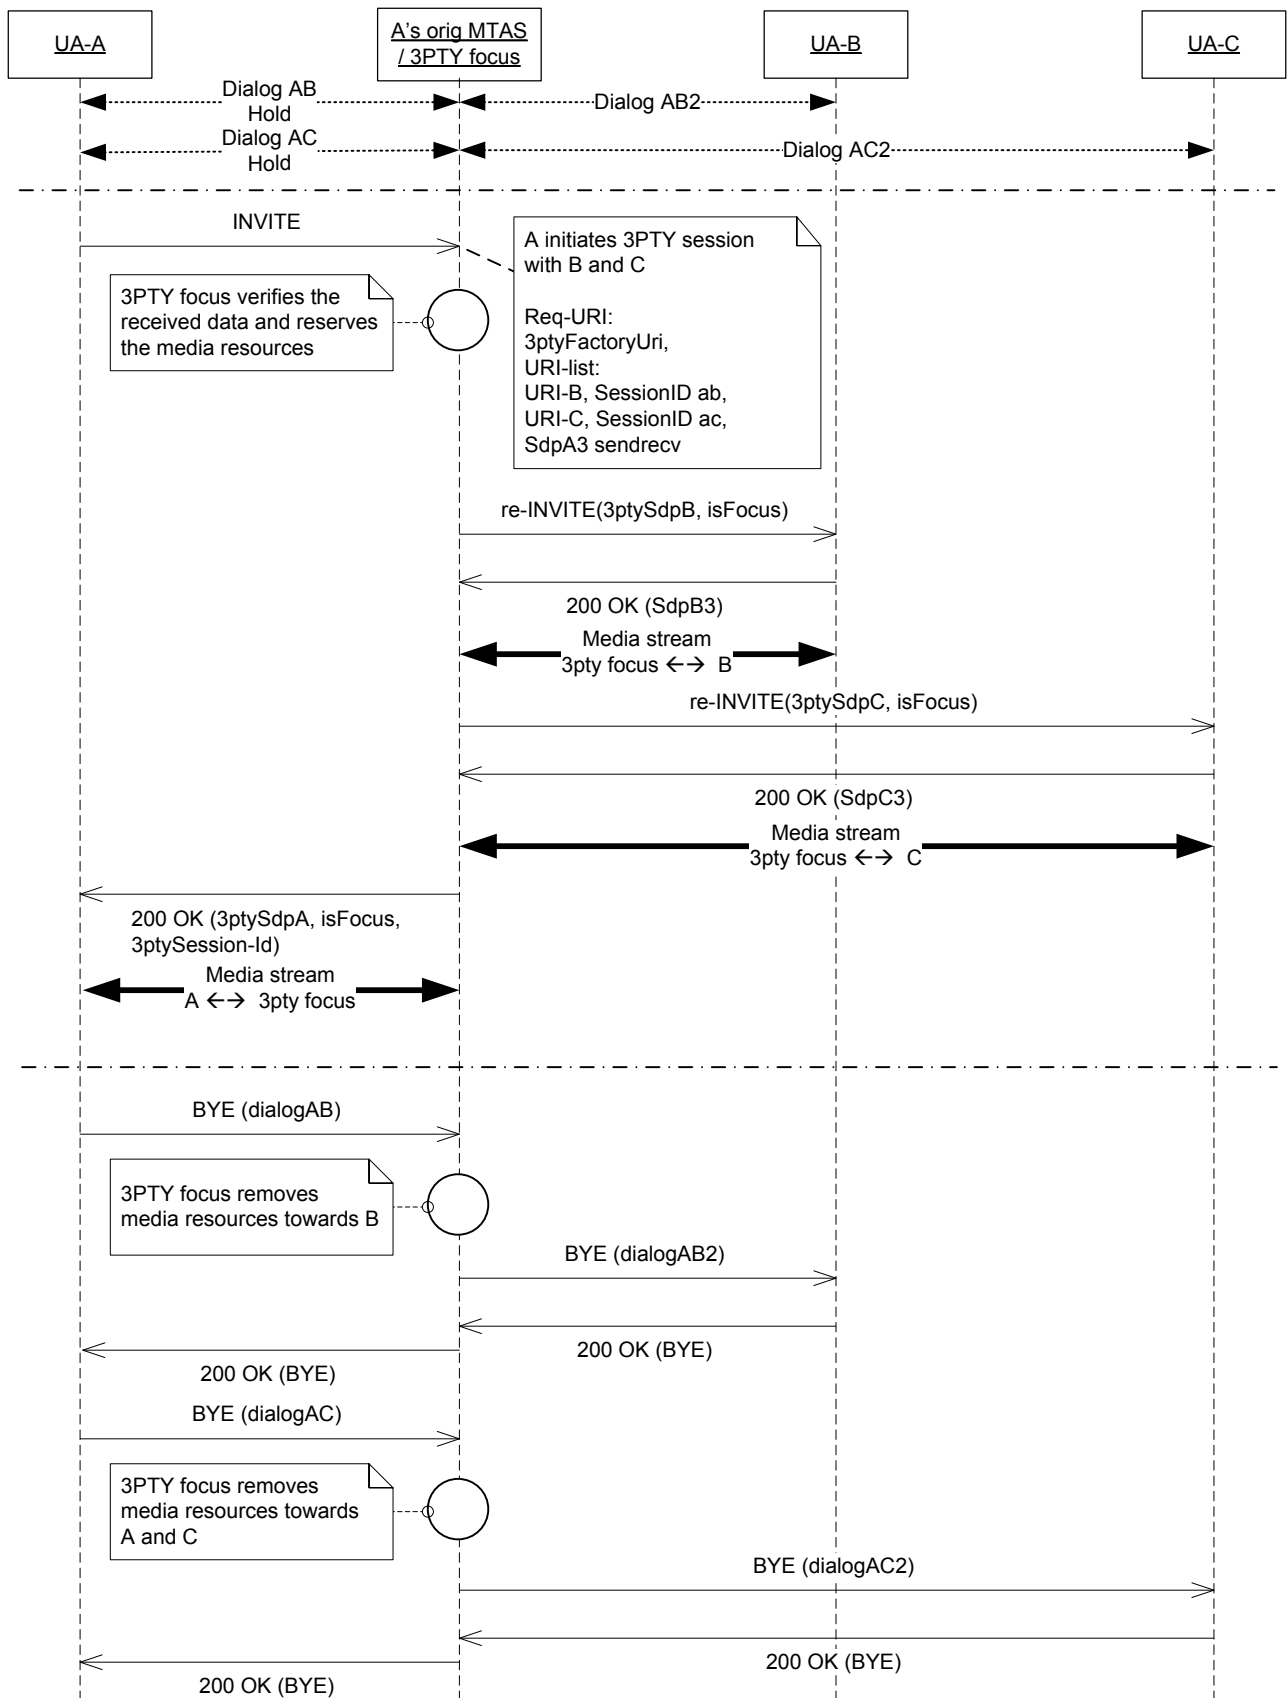 UA-A
A's orig MTAS
/ 3PTY focus
UA-B
UA-C
Dialog AB
Hold
Dialog AB2
Dialog AC
Hold
Dialog AC2
INVITE
A initiates 3PTY session
with B and C
Req-URI:
3ptyFactoryUri,
URI-list:
URI-B, SessionID ab,
URI-C, SessionID ac,
SdpA3 sendrecv
3PTY focus verifies the
received data and reserves
the media resources
re-INVITE(3ptySdpB, isFocus)
200 OK (SdpB3)
Media stream
3pty focus ←→ B
re-INVITE(3ptySdpC, isFocus)
200 OK (SdpC3)
Media stream
3pty focus ←→ C
200 OK (3ptySdpA, isFocus,
3ptySession-Id)
Media stream
A ←→ 3pty focus
BYE (dialogAB)
3PTY focus removes
media resources towards B
BYE (dialogAB2)
200 OK (BYE)
200 OK (BYE)
BYE (dialogAC)
3PTY focus removes
media resources towards
A and C
BYE (dialogAC2)
200 OK (BYE)
200 OK (BYE)